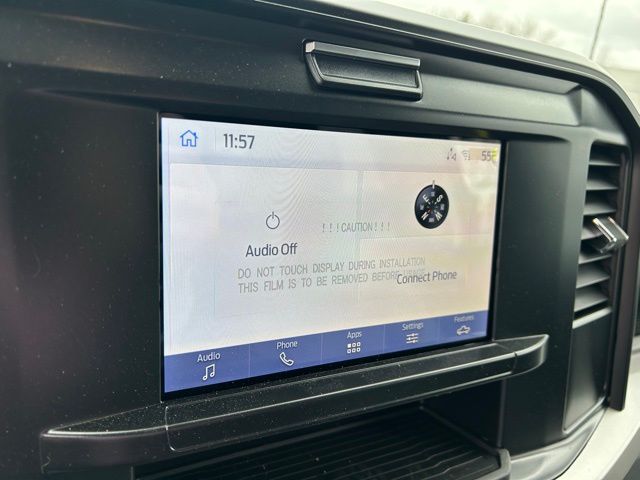 11:57
55°F
!!!CAUTION!!!
Audio Off
DO NOT TOUCH DISPLAY DURING INSTALLATION
THIS FILM IS TO BE REMOVED BEFORE USAGE
Connect Phone
Audio
Phone
Apps
Settings
Features